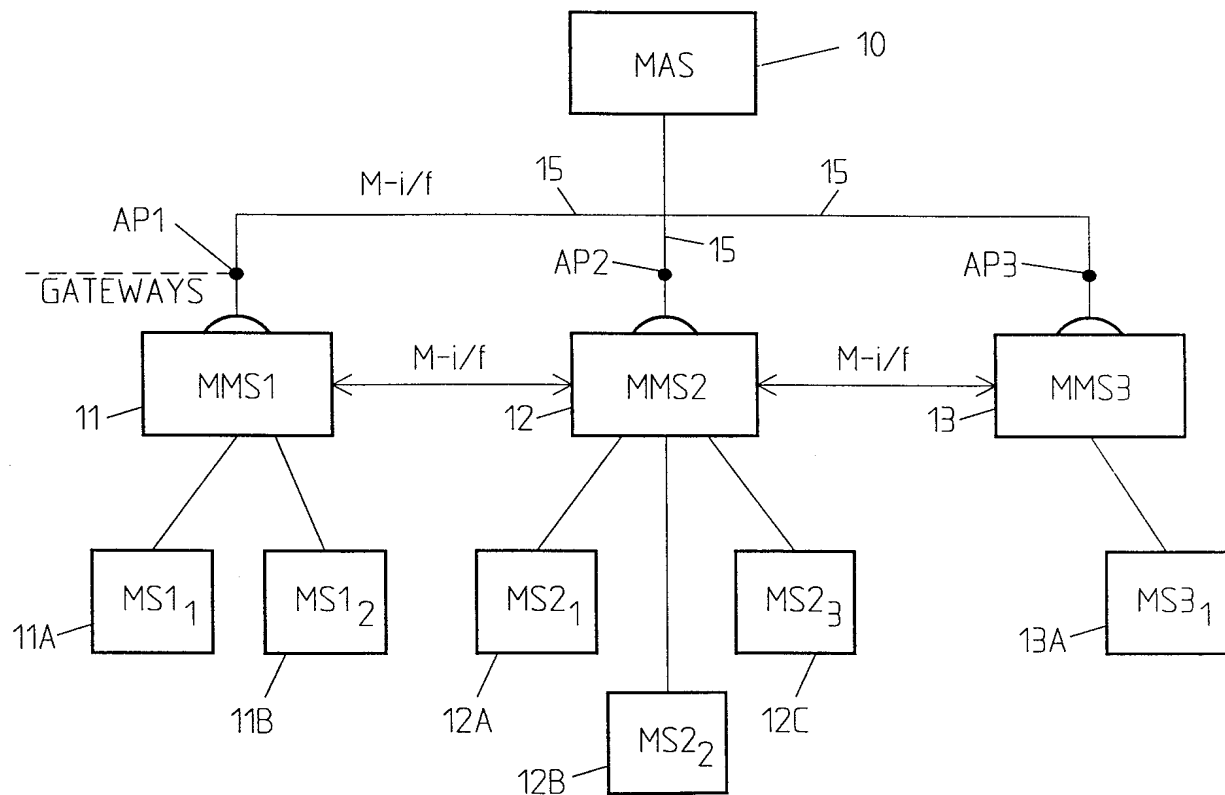 MAS
10
M-i/f
15
15
AP1
15
AP2
AP3
GATEWAYS
MMS1
M-i/f
MMS2
M-i/f
MMS3
11
12
13
MS1₁
MS1₂
MS2₁
MS2₃
MS3₁
11A
13A
11B
12A
12C
MS2₂
12B